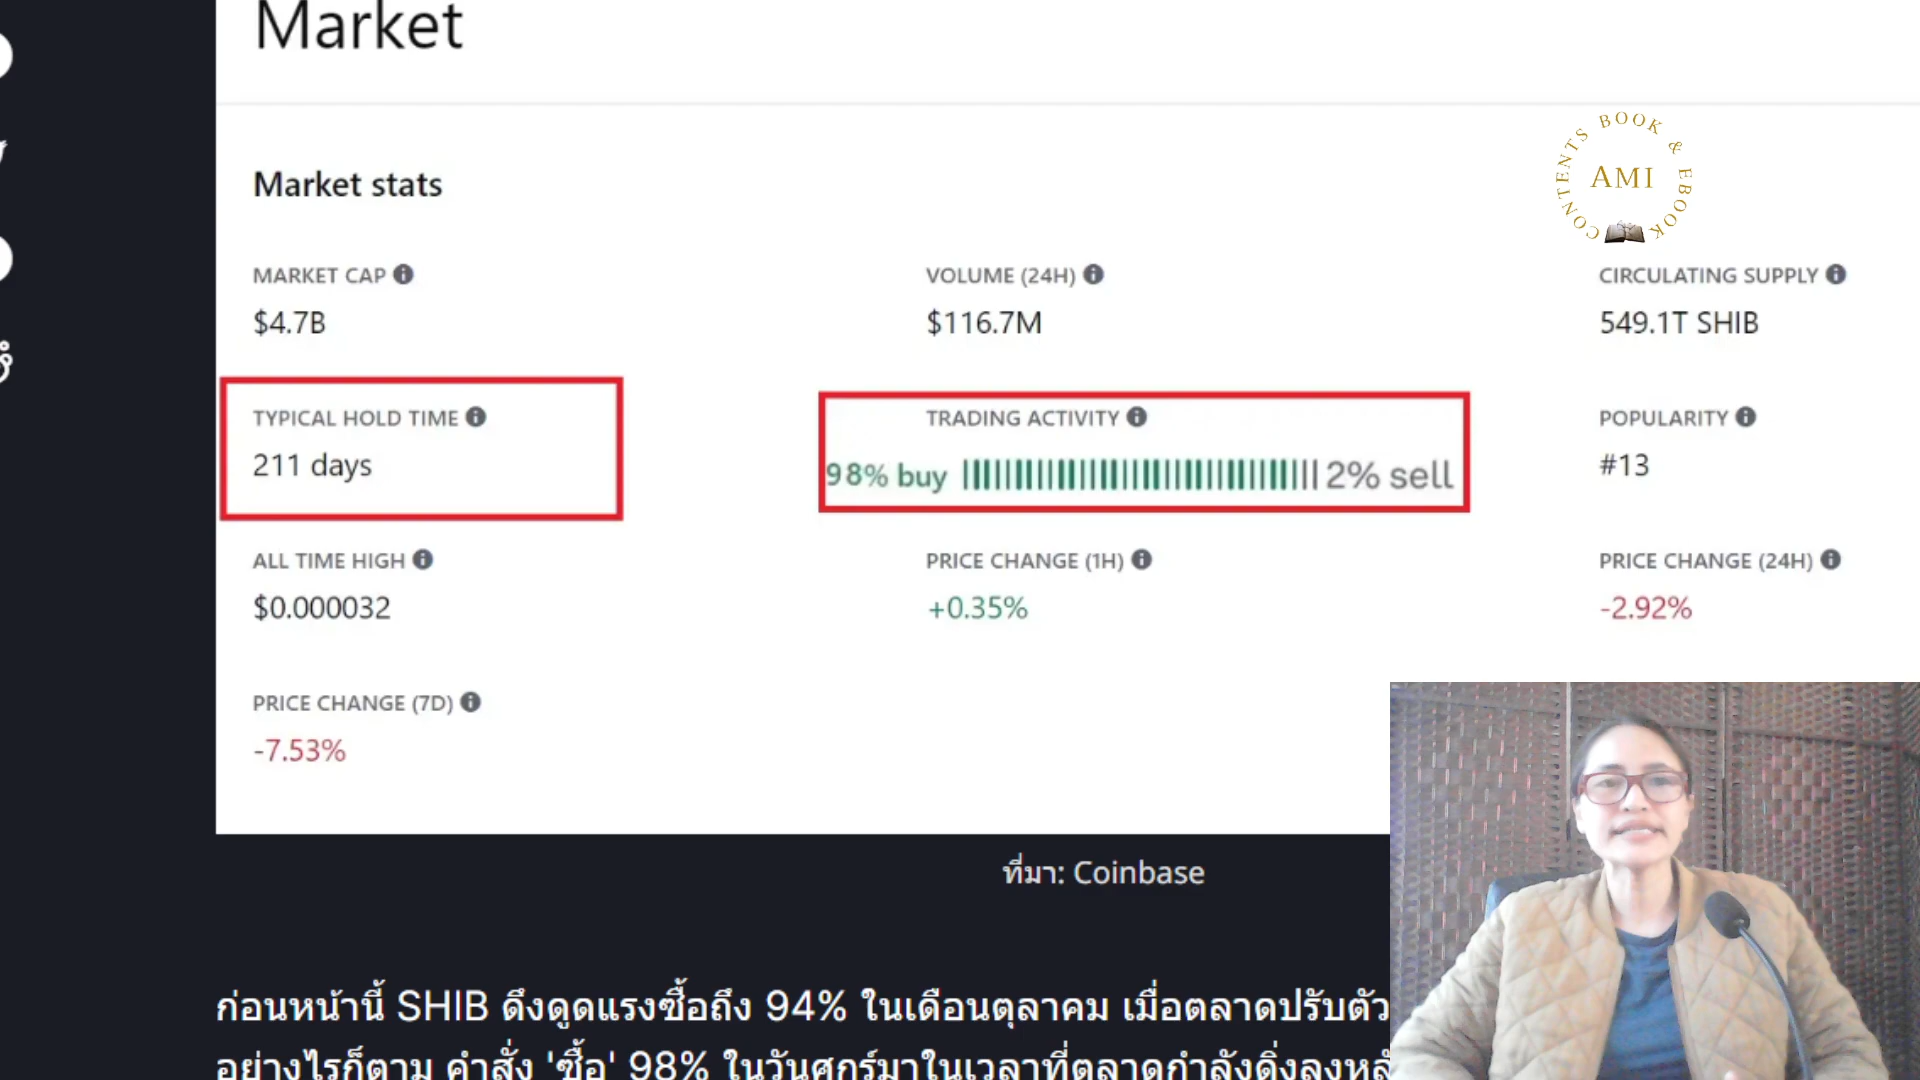 Market
Market stats
MARKET CAP
$4.7B
VOLUME (24H)
$116.7M
CIRCULATING SUPPLY
549.1T SHIB
TYPICAL HOLD TIME
211 days
TRADING ACTIVITY
98% buy 2% sell
POPULARITY
#13
ALL TIME HIGH
$0.000032
PRICE CHANGE (1H)
+0.35%
PRICE CHANGE (24H)
-2.92%
PRICE CHANGE (7D)
-7.53%
CONTENTS BOOK & EBOOK
AMI
ที่มา: Coinbase
ก่อนหน้านี้ SHIB ดึงดูดแรงซื้อถึง 94% ในเดือนตุลาคม เมื่อตลาดปรับตัว
อย่างไรก็ตาม คำสั่ง 'ซื้อ' 98% ในวันศุกร์มาในเวลาที่ตลาดกำลังดิ่งลงหลั